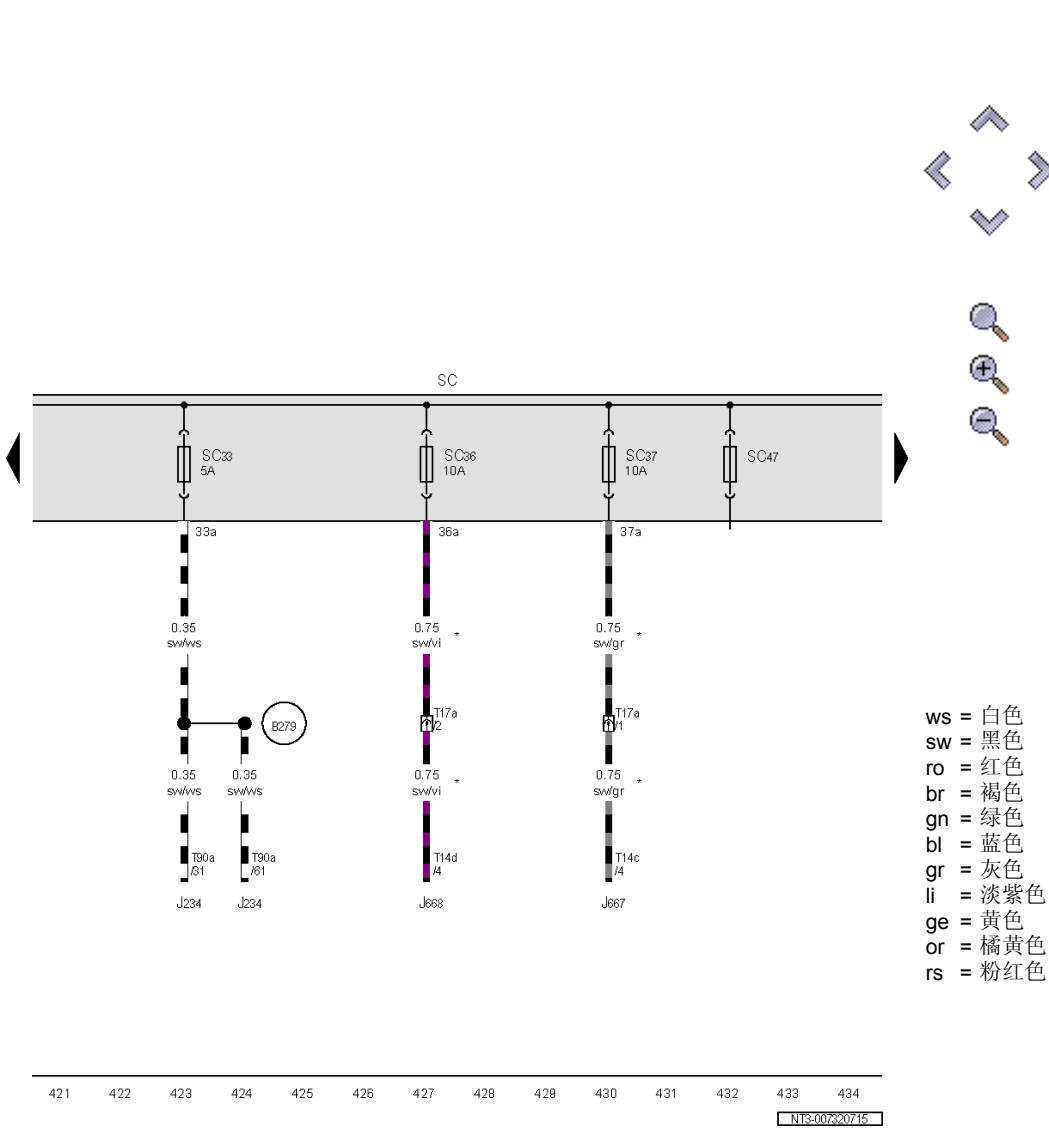 SC
SC33
5A
SC36
10A
SC37
10A
SC47
33a
36a
37a
0.35
sw/ws
0.75
sw/vi
*
0.75
sw/gr
*
B279
T17a
/2
T17a
/1
0.35
sw/ws
0.35
sw/ws
0.75
sw/vi
*
0.75
sw/gr
*
T90a
/31
T90a
/61
T14d
/4
T14c
/4
J234
J234
J668
J667
ws = 白色
sw = 黑色
ro = 红色
br = 褐色
gn = 绿色
bl = 蓝色
gr = 灰色
li = 淡紫色
ge = 黄色
or = 橘黄色
rs = 粉红色
421 422 423 424 425 426 427 428 429 430 431 432 433 434
NT3-007320715